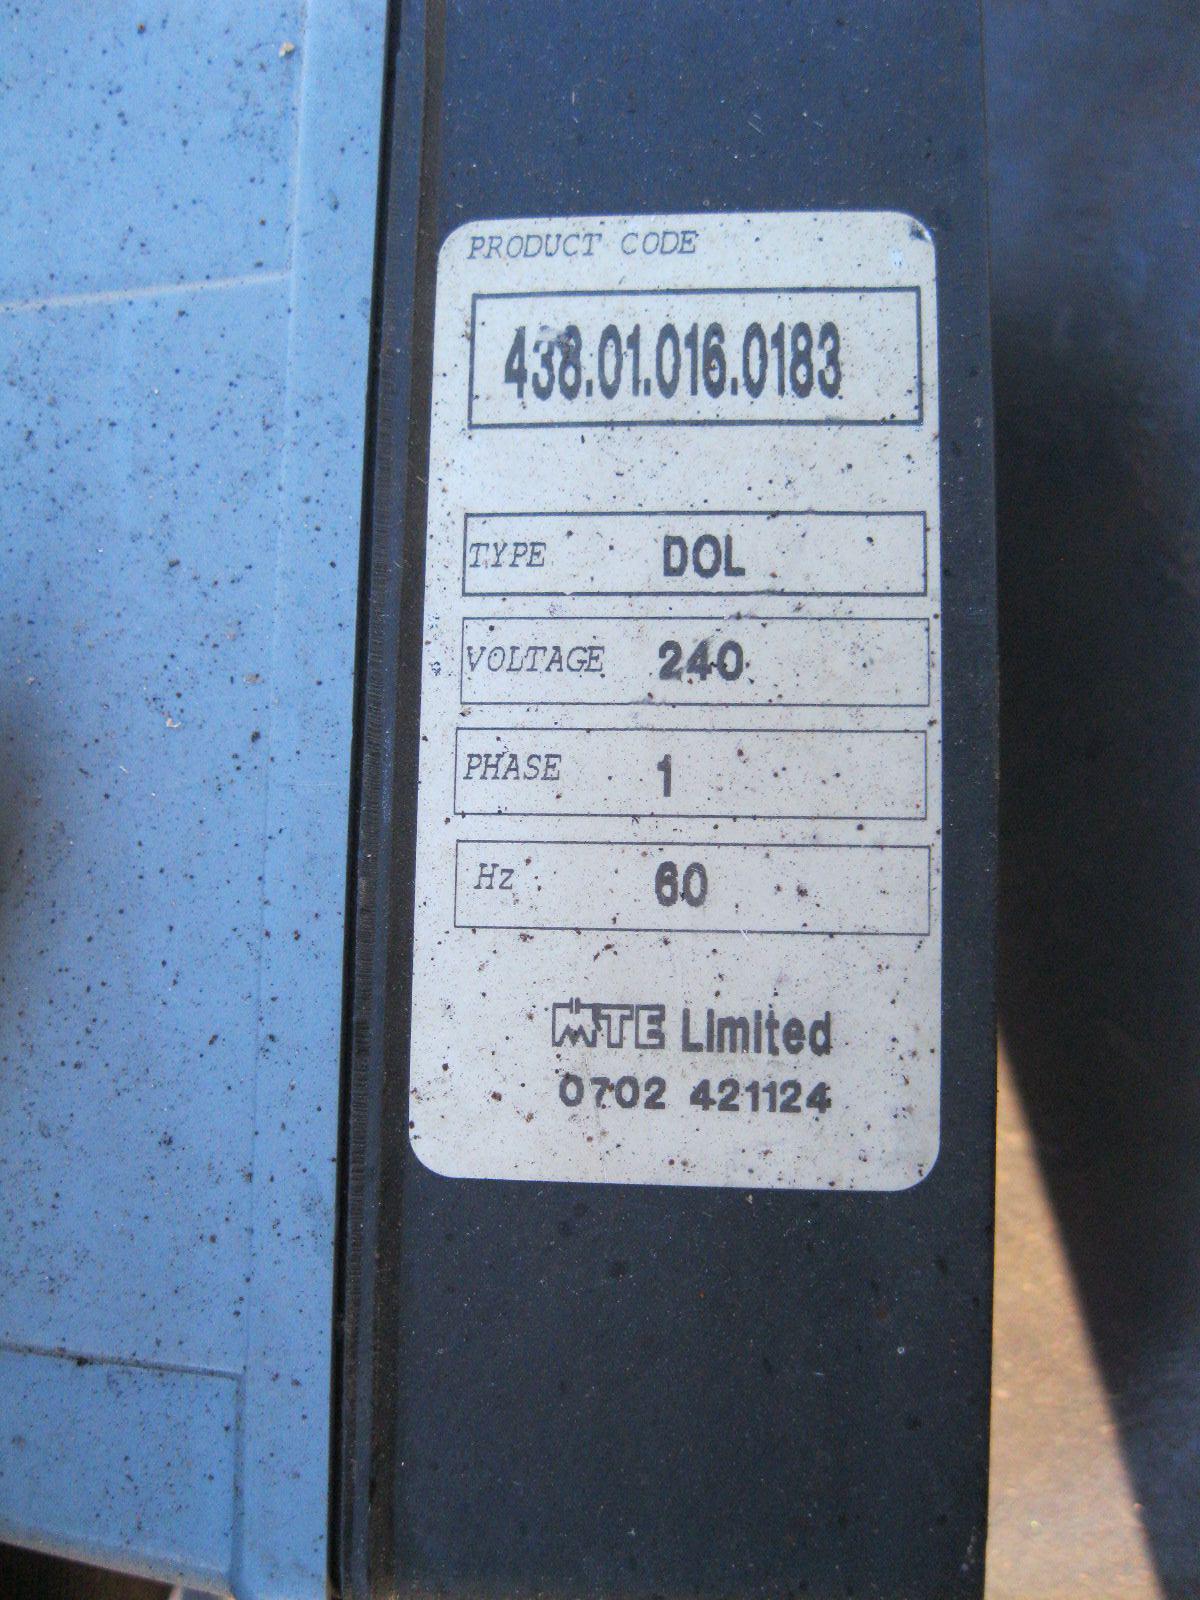 PRODUCT CODE
438.01.016.0183
TYPE DOL
VOLTAGE 240
PHASE 1
Hz 60
MTE Limited
0702 421124